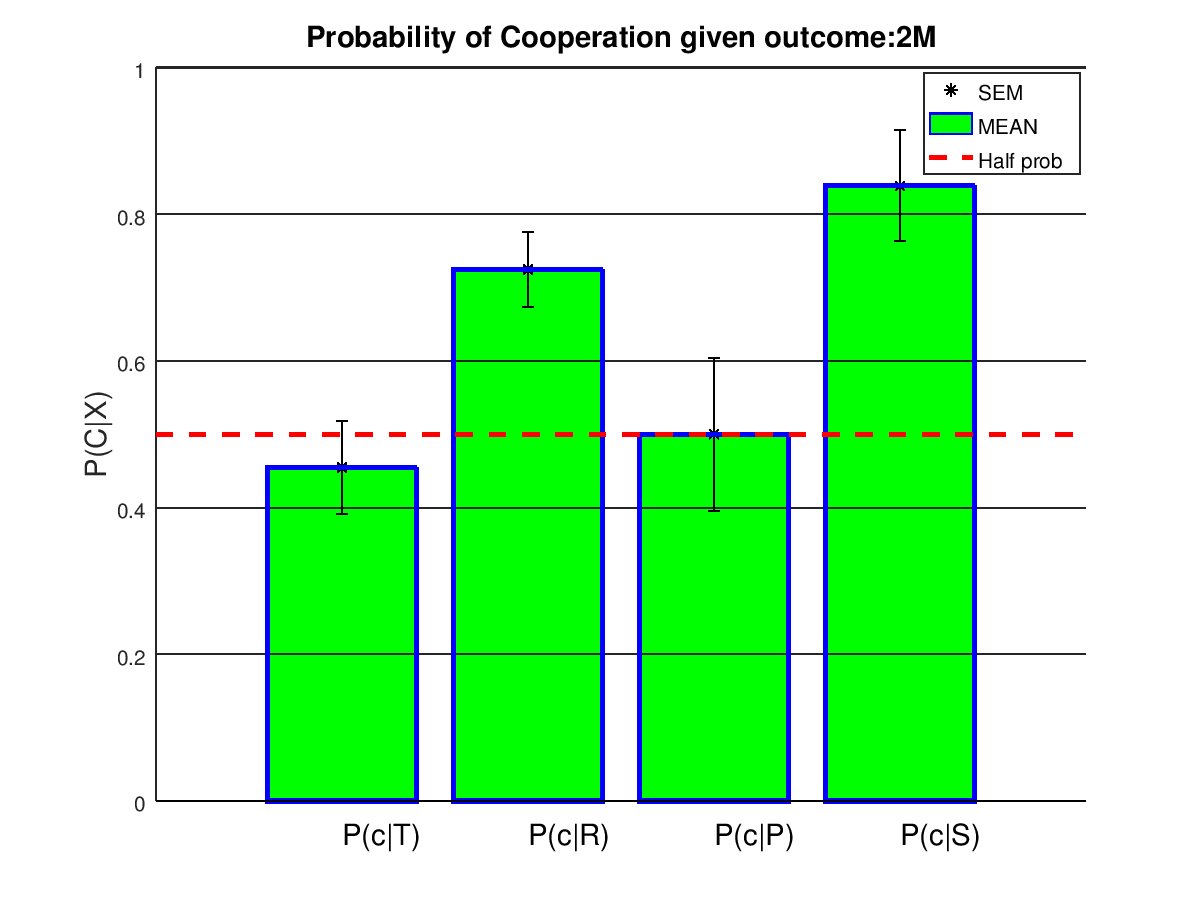 Probability of Cooperation given outcome:2M
1
0.8
0.6
0.4
0.2
0
P(C|X)
SEM
MEAN
Half prob
P(c|T)
P(c|R)
P(c|P)
P(c|S)